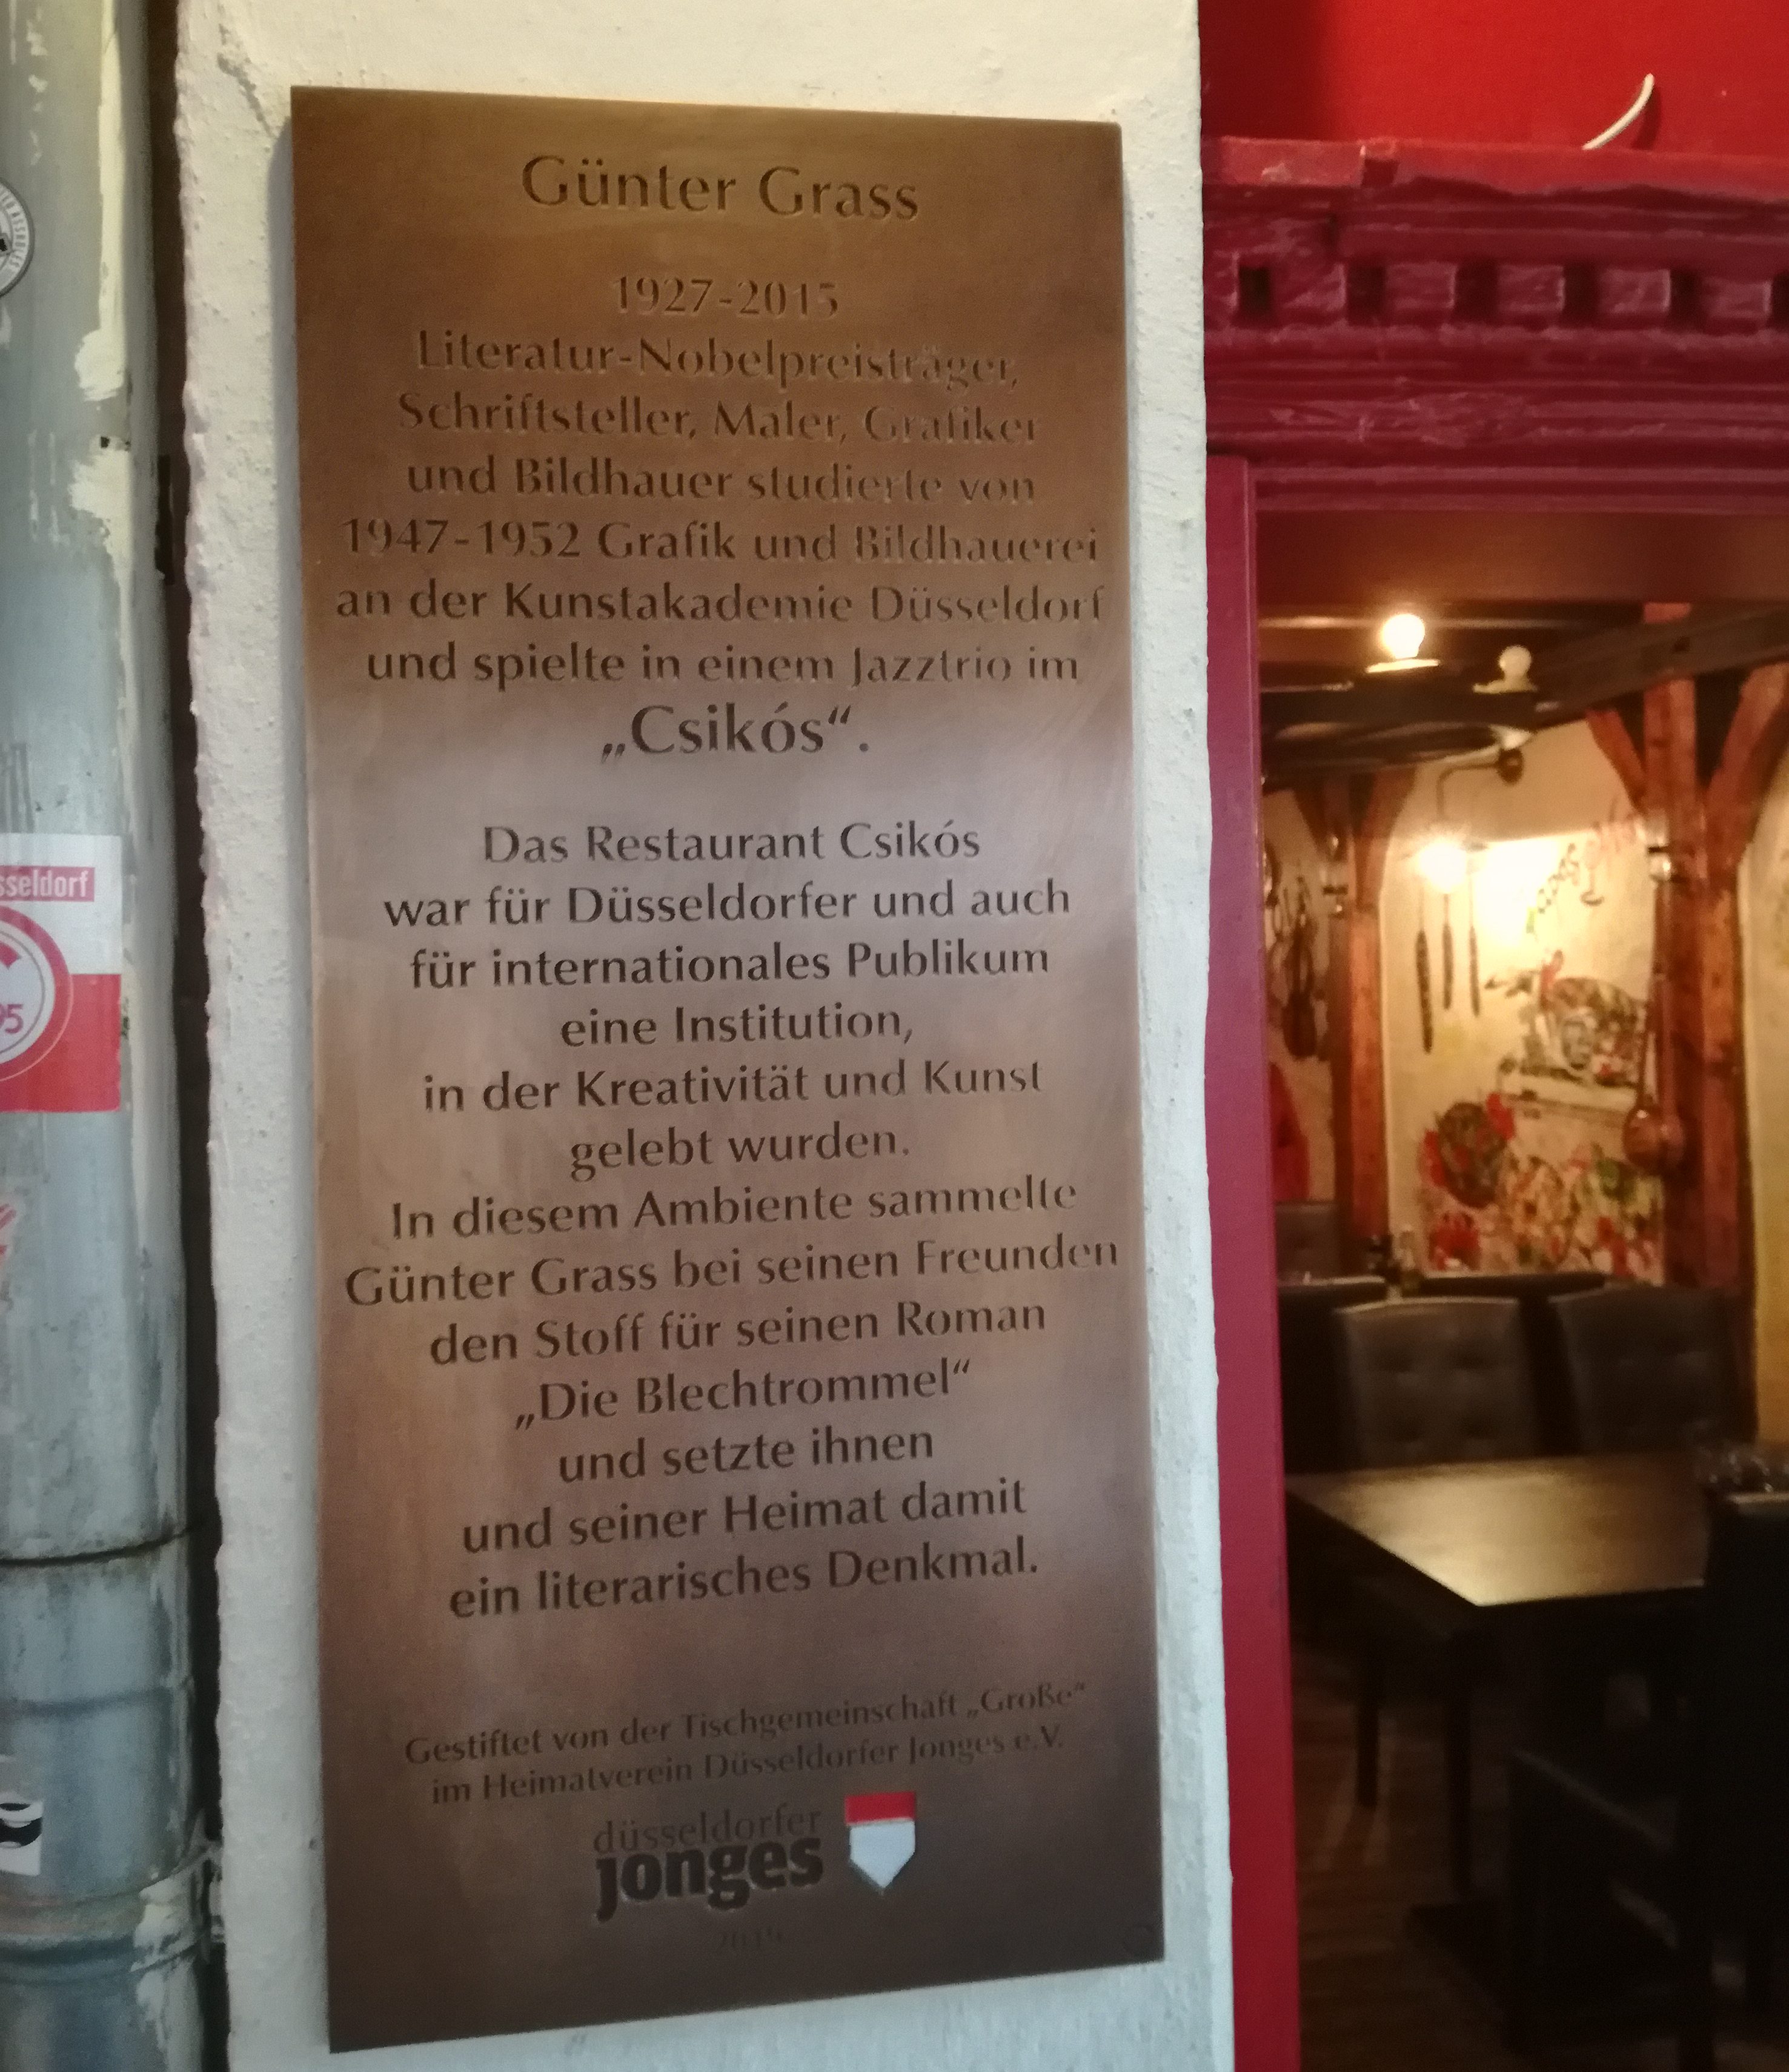 Günter Grass
1927-2015
Literatur-Nobelpreisträger,
Schriftsteller, Maler, Grafiker
und Bildhauer studierte von
1947-1952 Grafik und Bildhauerei
an der Kunstakademie Düsseldorf
und spielte in einem Jazztrio im
„Csikós“.
Das Restaurant Csikós
war für Düsseldorfer und auch
für internationales Publikum
eine Institution,
in der Kreativität und Kunst
gelebt wurden.
In diesem Ambiente sammelte
Günter Grass bei seinen Freunden
den Stoff für seinen Roman
„Die Blechtrommel“
und setzte ihnen
und seiner Heimat damit
ein literarisches Denkmal.
Gestiftet von der Tischgemeinschaft „Große“
im Heimatverein Düsseldorfer Jonges e.V.
düsseldorfer
jonges
sseldorf
95